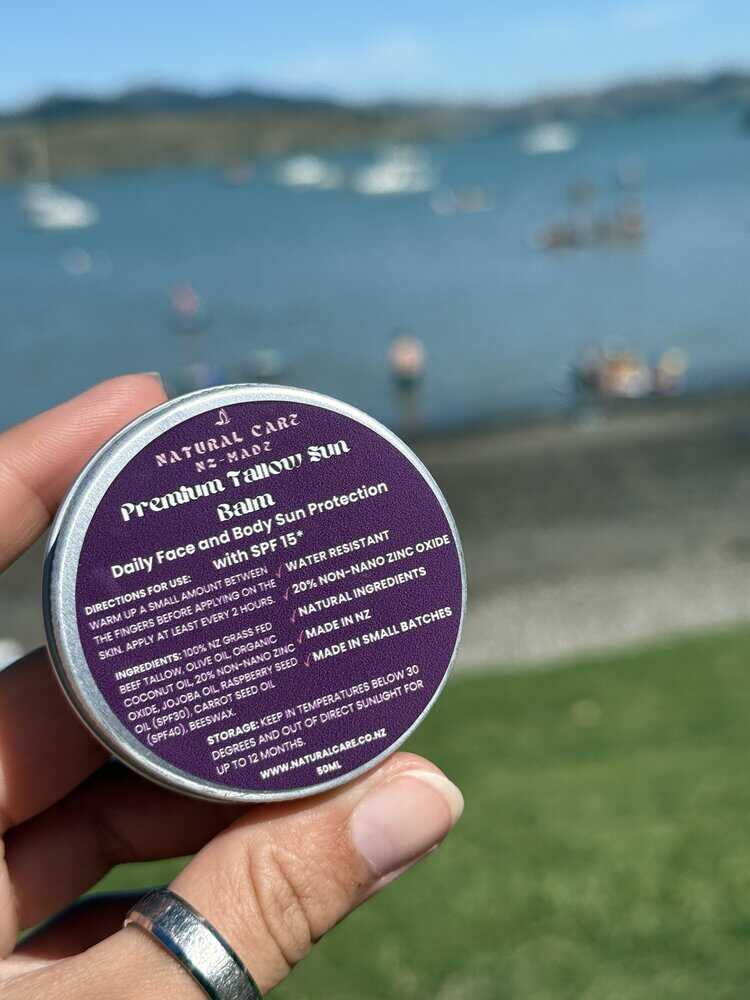 NATURAL CARE
NZ-MADE
Premium Tallow Sun
Balm
Daily Face and Body Sun Protection
with SPF 15*
DIRECTIONS FOR USE:
WARM UP A SMALL AMOUNT BETWEEN
THE FINGERS BEFORE APPLYING ON THE
SKIN. APPLY AT LEAST EVERY 2 HOURS.
INGREDIENTS: 100% NZ GRASS FED
BEEF TALLOW, OLIVE OIL, ORGANIC
COCONUT OIL, 20% NON-NANO ZINC
OXIDE, JOJOBA OIL, RASPBERRY SEED
OIL (SPF30), CARROT SEED OIL
(SPF40), BEESWAX.
✓ WATER RESISTANT
✓ 20% NON-NANO ZINC OXIDE
✓ NATURAL INGREDIENTS
✓ MADE IN NZ
✓ MADE IN SMALL BATCHES
STORAGE: KEEP IN TEMPERATURES BELOW 30
DEGREES AND OUT OF DIRECT SUNLIGHT FOR
UP TO 12 MONTHS.
WWW.NATURALCARE.CO.NZ
50ML